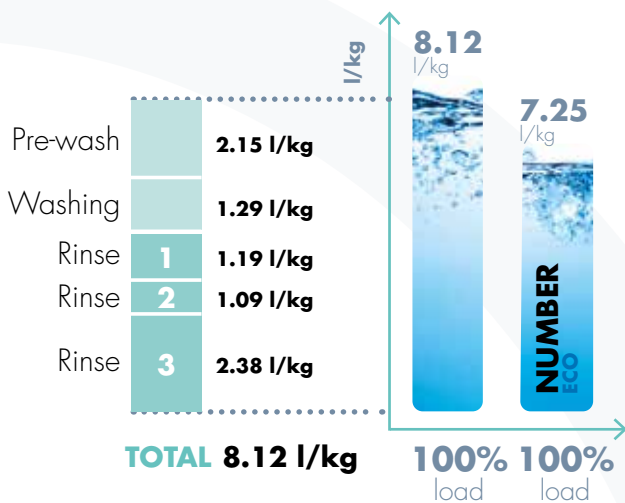 l/kg
8.12
l/kg
7.25
l/kg
Pre-wash 2.15 l/kg
Washing 1.29 l/kg
Rinse 1 1.19 l/kg
Rinse 2 1.09 l/kg
Rinse 3 2.38 l/kg
NUMBER
ECO
TOTAL 8.12 l/kg
100% 100%
load load